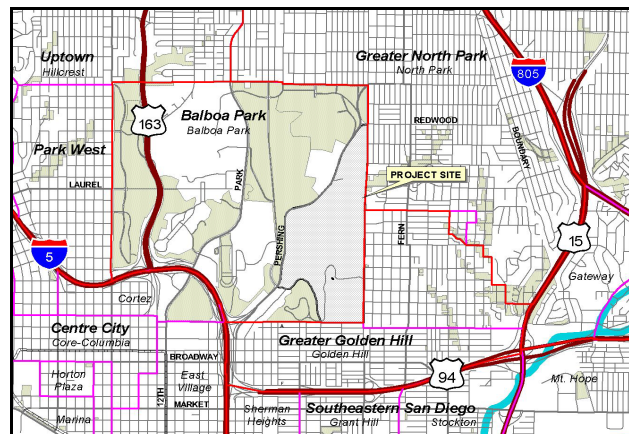 Uptown
Hillcrest
Greater North Park
North Park
805
163
Balboa Park
Balboa Park
REDWOOD
BOUNDARY
Park West
LAUREL
PARK
PROJECT SITE
PERSHING
FERN
15
5
Gateway
Cortez
Centre City
Core-Columbia
Greater Golden Hill
Golden Hill
BROADWAY
94
Horton
Plaza
East
Village
Mt. Hope
12TH
MARKET
Sherman
Heights
Southeastern San Diego
Grant Hill
Stockton
Marina